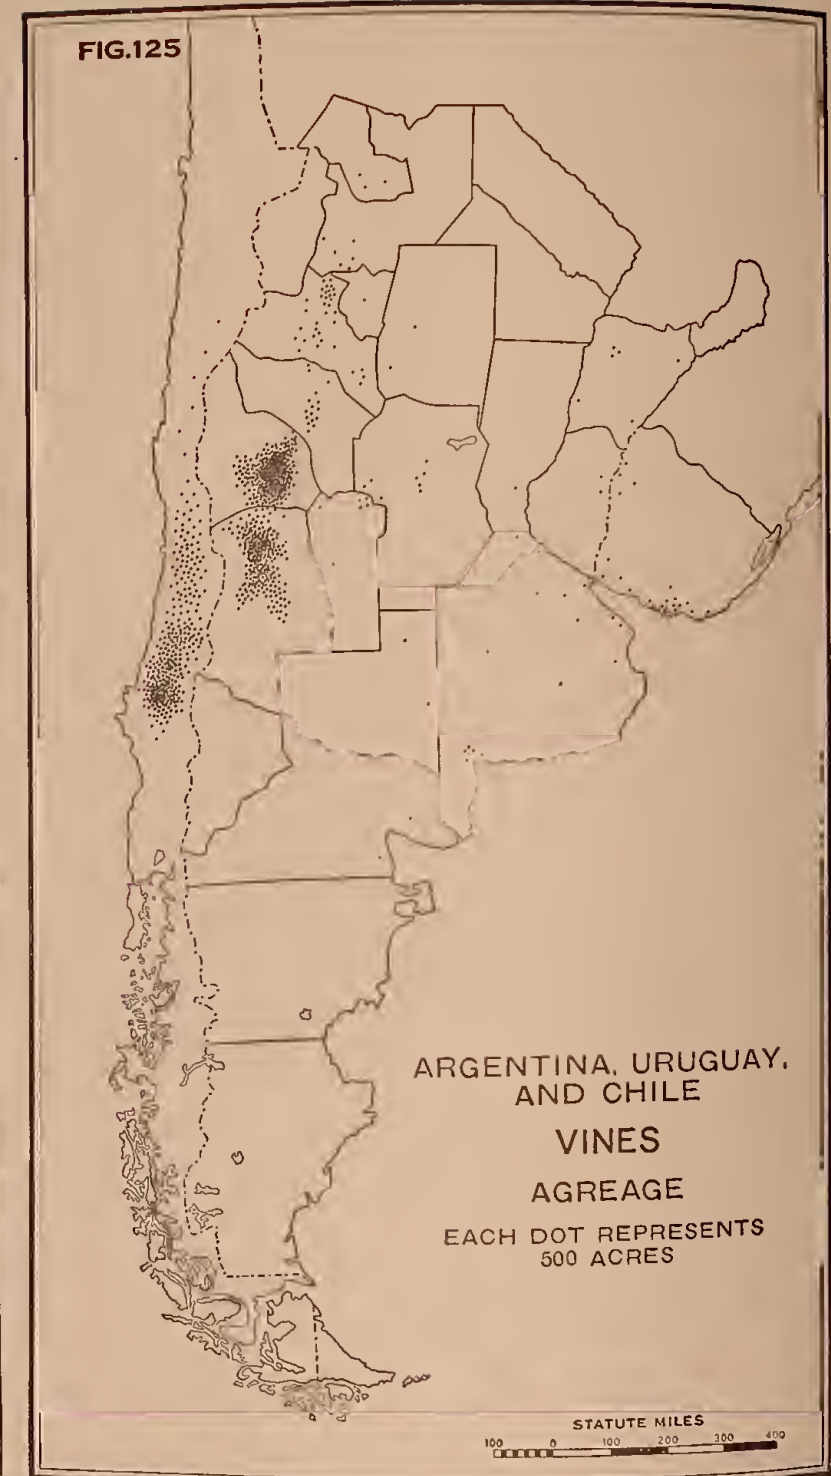 FIG.125
ARGENTINA, URUGUAY,
AND CHILE
VINES
AGREAGE
EACH DOT REPRESENTS
500 ACRES
STATUTE MILES
100 0 100 200 300 400